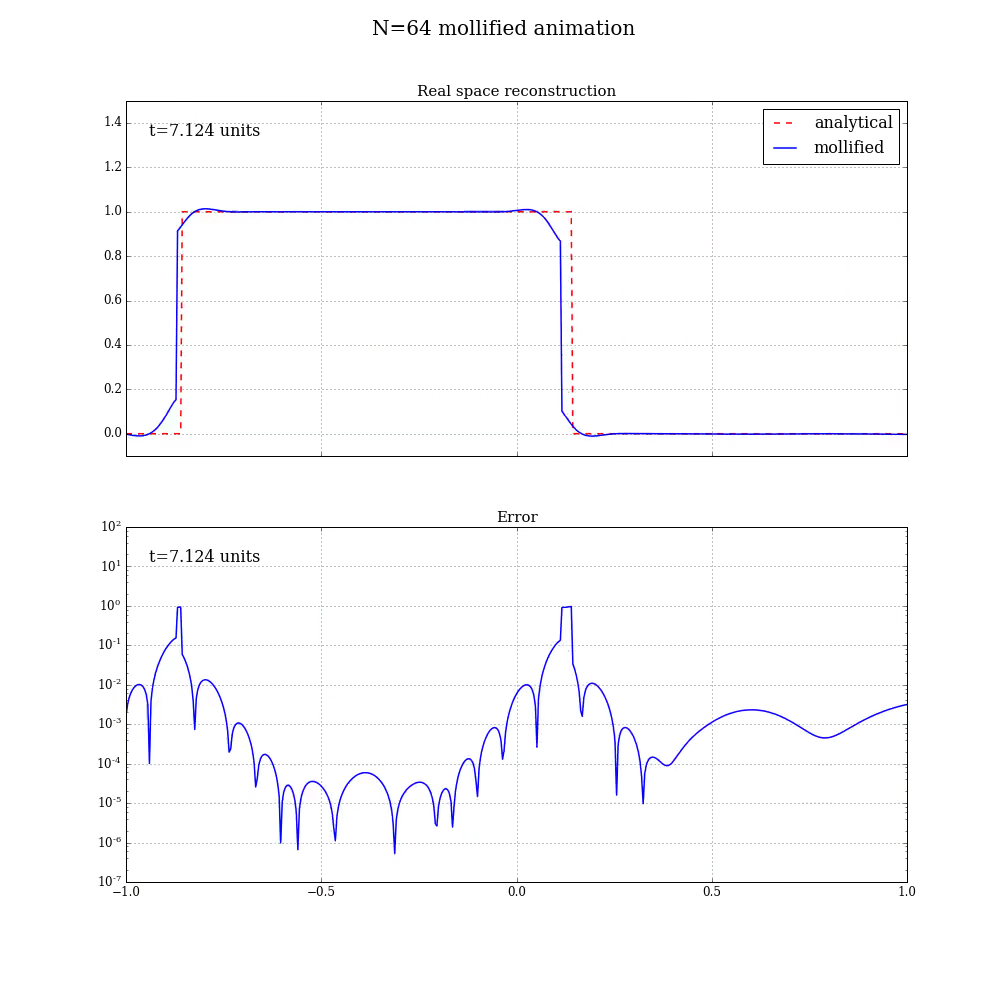 N=64 mollified animation
Real space reconstruction
t=7.124 units
analytical
mollified
1.4
1.2
1.0
0.8
0.6
0.4
0.2
0.0
Error
t=7.124 units
10²
10¹
10⁰
10⁻¹
10⁻²
10⁻³
10⁻⁴
10⁻⁵
10⁻⁶
10⁻⁷
−1.0 −0.5 0.0 0.5 1.0